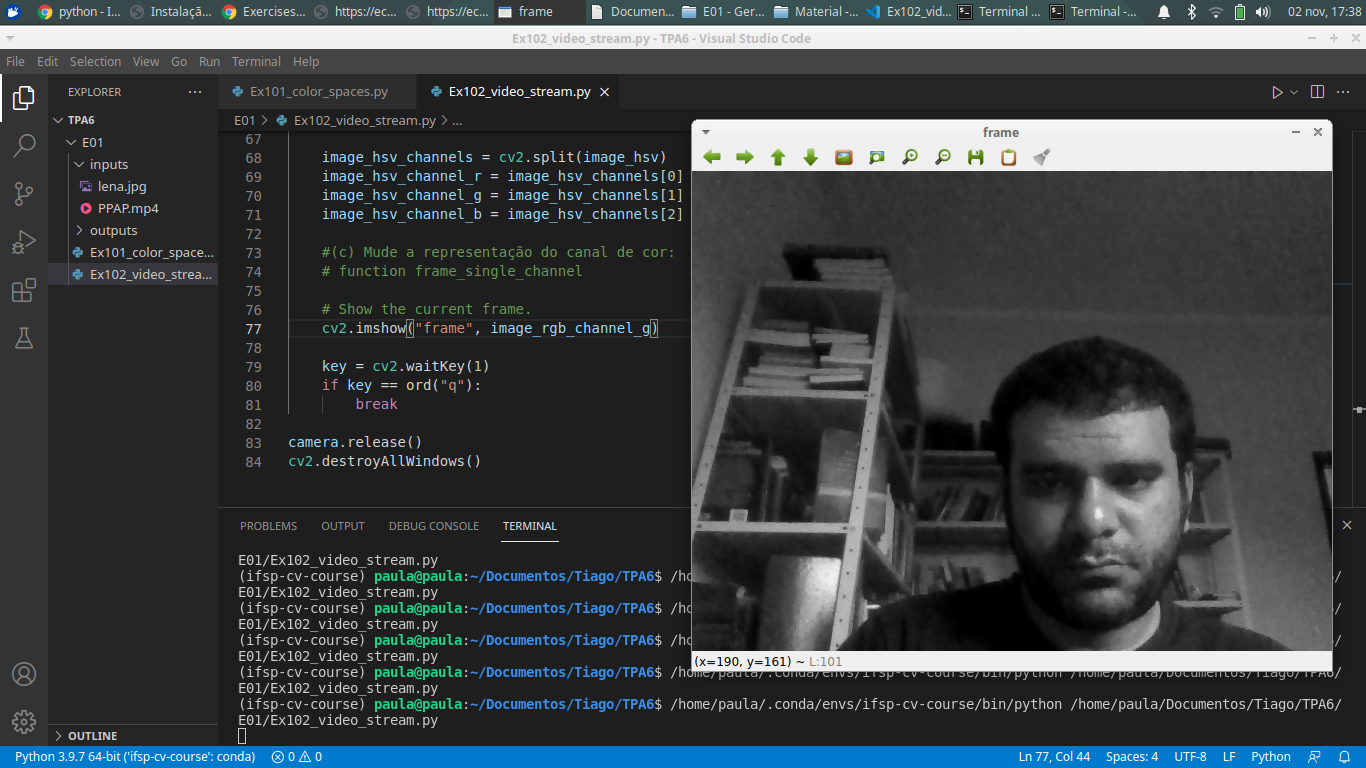 python - I...
Instalaçã...
Exercises...
https://ec...
https://ec...
frame
Documen...
E01 - Ger...
Material -...
Ex102_vid...
Terminal ...
Terminal -...
02 nov, 17:38
Ex102_video_stream.py - TPA6 - Visual Studio Code
File Edit Selection View Go Run Terminal Help
EXPLORER
TPA6
E01
inputs
lena.jpg
PPAP.mp4
outputs
Ex101_color_space...
Ex102_video_strea...
OUTLINE
Ex101_color_spaces.py
Ex102_video_stream.py
E01 > Ex102_video_stream.py > ...
67
68 image_hsv_channels = cv2.split(image_hsv)
69 image_hsv_channel_r = image_hsv_channels[0]
70 image_hsv_channel_g = image_hsv_channels[1]
71 image_hsv_channel_b = image_hsv_channels[2]
72
73 #(c) Mude a representação do canal de cor:
74 # function frame_single_channel
75
76 # Show the current frame.
77 cv2.imshow("frame", image_rgb_channel_g)
78
79 key = cv2.waitKey(1)
80 if key == ord("q"):
81 break
82
83 camera.release()
84 cv2.destroyAllWindows()
frame
(x=190, y=161) ~ L:101
PROBLEMS OUTPUT DEBUG CONSOLE TERMINAL
E01/Ex102_video_stream.py
(ifsp-cv-course) paula@paula:~/Documentos/Tiago/TPA6$ /h
E01/Ex102_video_stream.py
(ifsp-cv-course) paula@paula:~/Documentos/Tiago/TPA6$ /h
E01/Ex102_video_stream.py
(ifsp-cv-course) paula@paula:~/Documentos/Tiago/TPA6$ /h
E01/Ex102_video_stream.py
(ifsp-cv-course) paula@paula:~/Documentos/Tiago/TPA6$ /home/paula/.conda/envs/ifsp-cv-course/bin/python /home/paula/Documentos/Tiago/TPA6/
E01/Ex102_video_stream.py
(ifsp-cv-course) paula@paula:~/Documentos/Tiago/TPA6$ /home/paula/.conda/envs/ifsp-cv-course/bin/python /home/paula/Documentos/Tiago/TPA6/
E01/Ex102_video_stream.py
Python 3.9.7 64-bit ('ifsp-cv-course': conda) 0 0
Ln 77, Col 44 Spaces: 4 UTF-8 LF Python